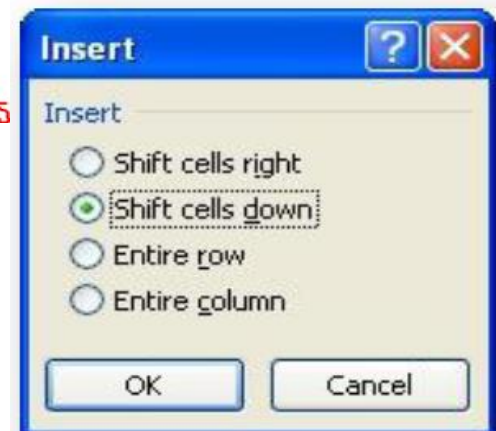 Insert
Insert
Shift cells right
Shift cells down
Entire row
Entire column
OK
Cancel